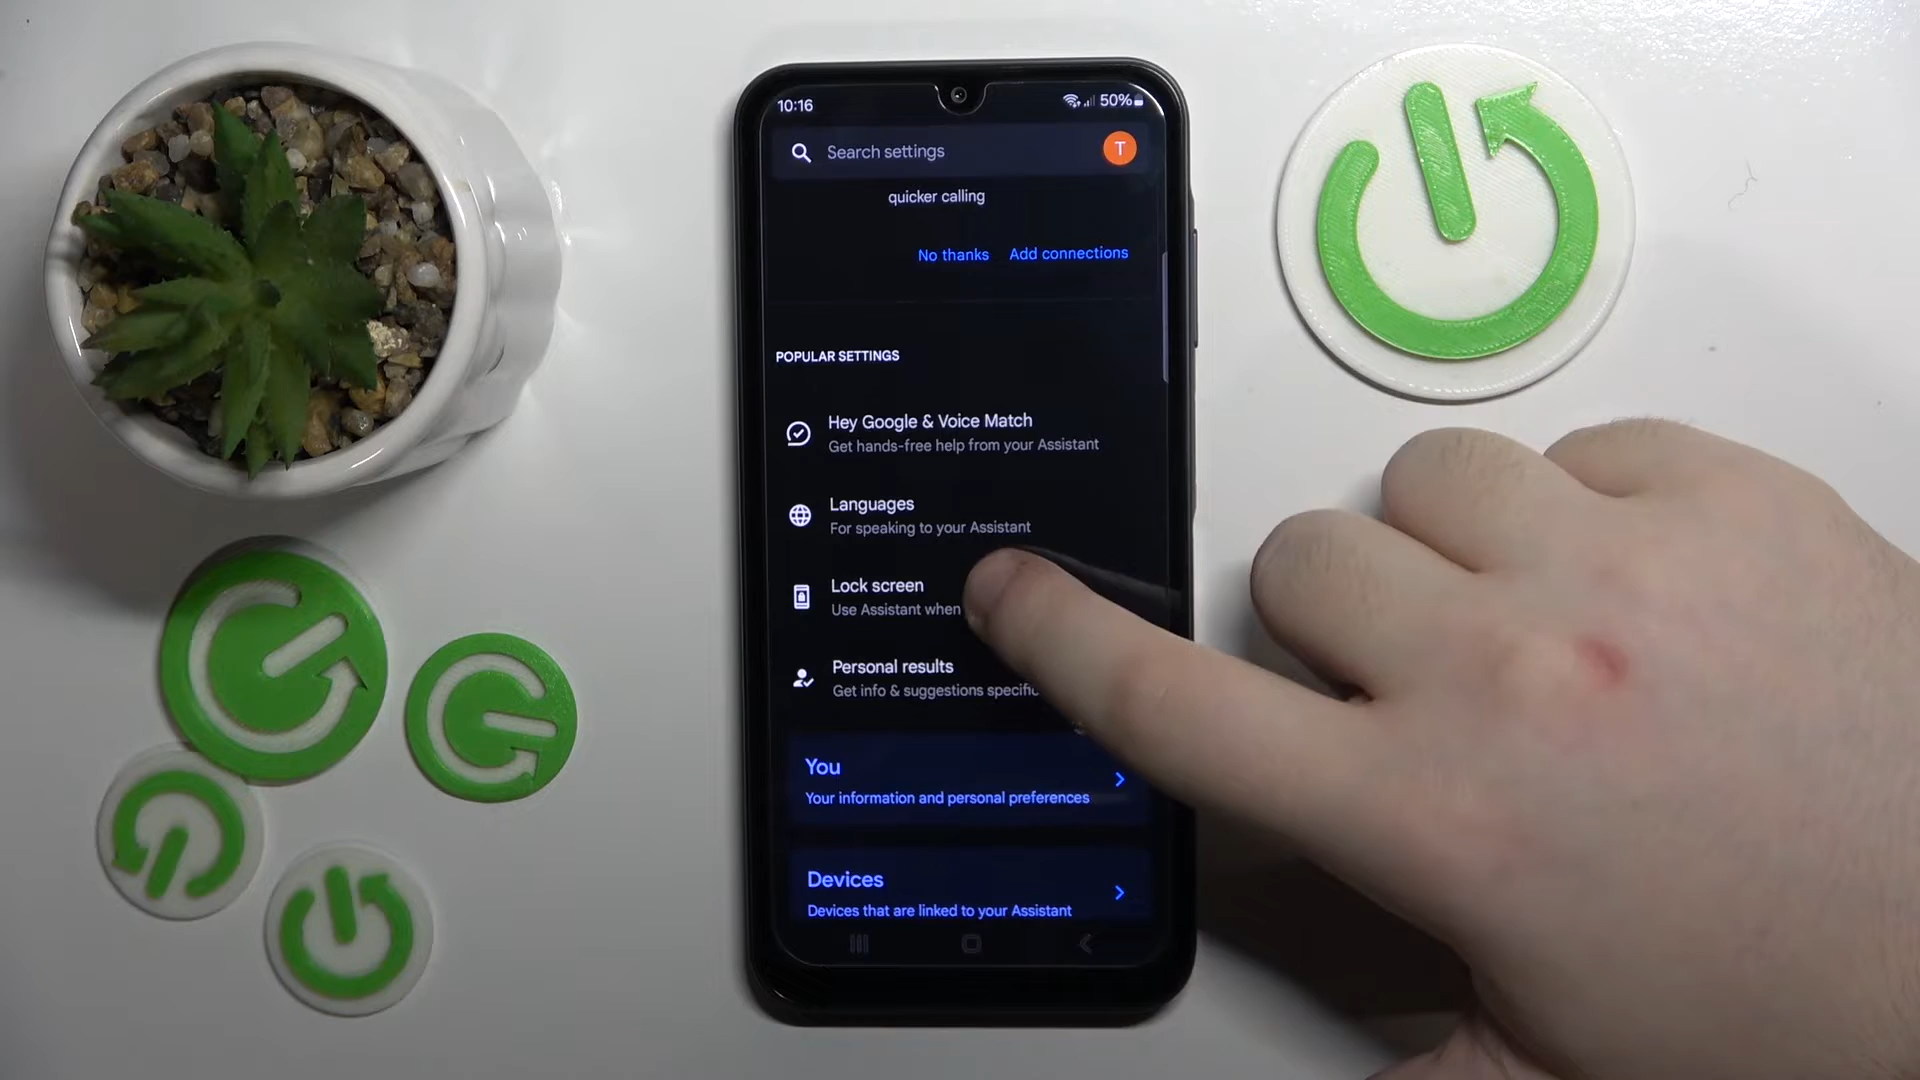 10:16
50%
Search settings
T
quicker calling
No thanks Add connections
POPULAR SETTINGS
Hey Google & Voice Match
Get hands-free help from your Assistant
Languages
For speaking to your Assistant
Lock screen
Use Assistant when
Personal results
Get info & suggestions specific
You
Your information and personal preferences
Devices
Devices that are linked to your Assistant